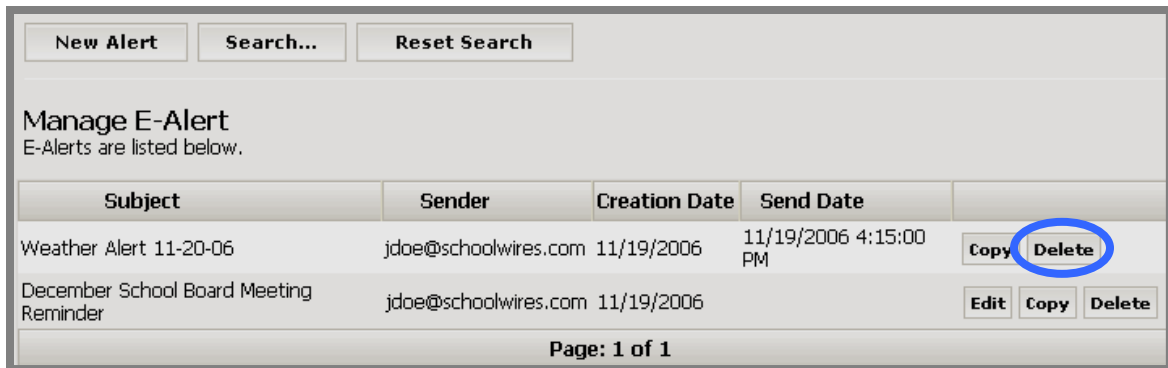 New Alert Search... Reset Search
Manage E-Alert
E-Alerts are listed below.
Subject Sender Creation Date Send Date
Weather Alert 11-20-06 jdoe@schoolwires.com 11/19/2006 11/19/2006 4:15:00 PM Copy Delete
December School Board Meeting Reminder jdoe@schoolwires.com 11/19/2006 Edit Copy Delete
Page: 1 of 1